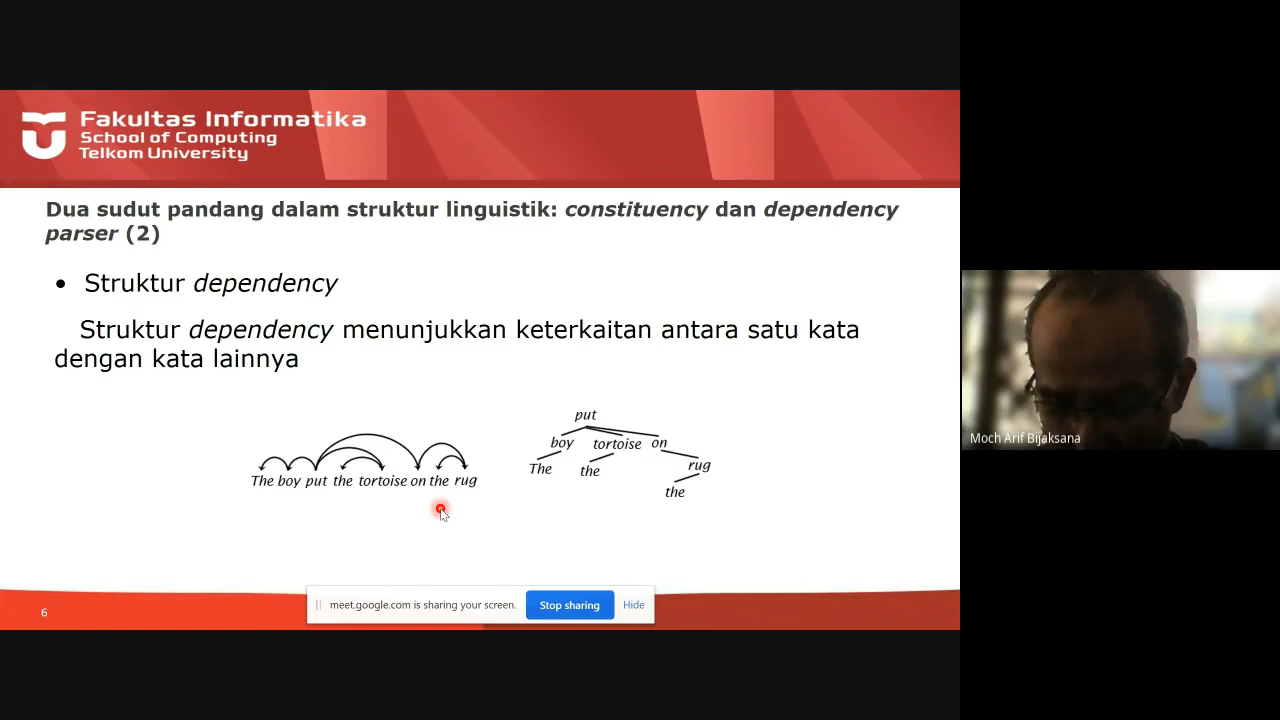 Fakultas Informatika
School of Computing
Telkom University
Dua sudut pandang dalam struktur linguistik: constituency dan dependency
parser (2)
• Struktur dependency
Struktur dependency menunjukkan keterkaitan antara satu kata
dengan kata lainnya
The boy put the tortoise on the rug
put
boy tortoise on
The the rug
the
Moch Arif Bijaksana
6
meet.google.com is sharing your screen. Stop sharing Hide